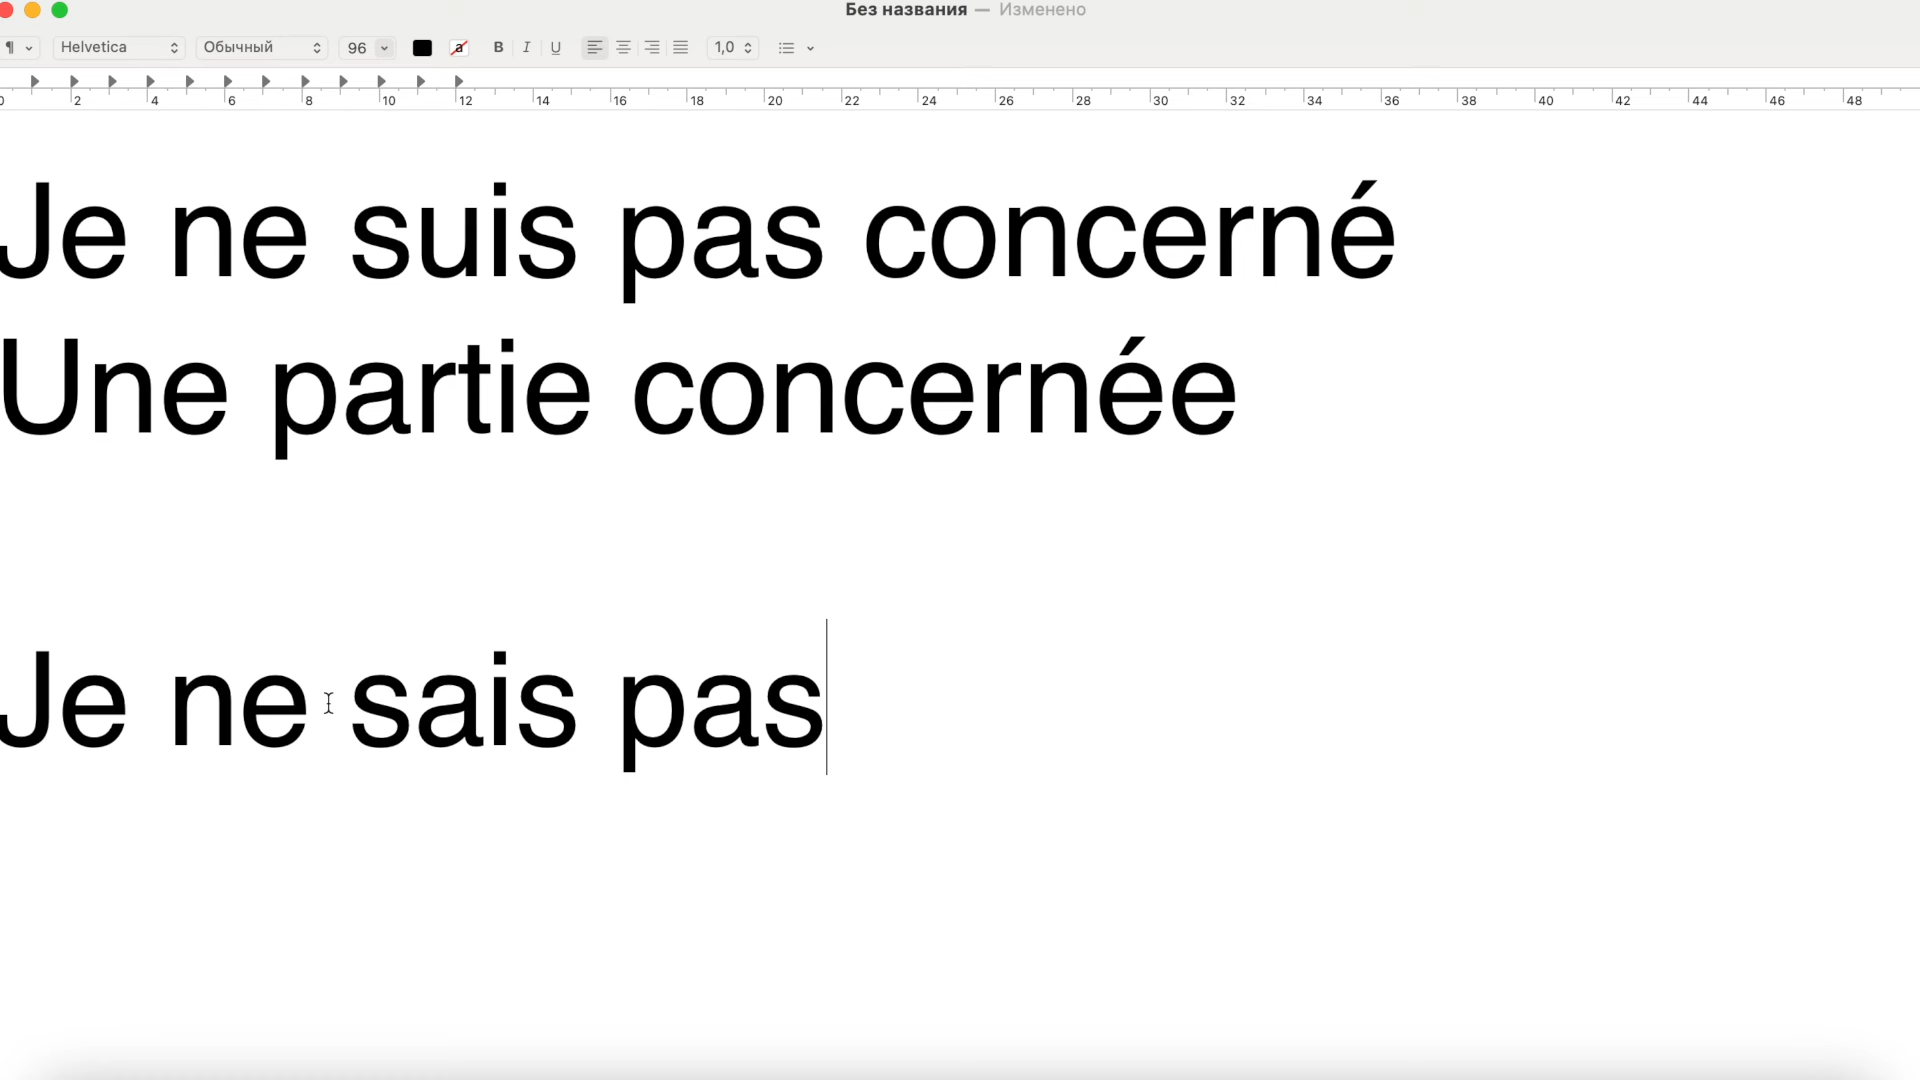 Без названия — Изменено
¶ Helvetica Обычный 96 a B I U 1,0
0 2 4 6 8 10 12 14 16 18 20 22 24 26 28 30 32 34 36 38 40 42 44 46 48
Je ne suis pas concerné
Une partie concernée
Je ne sais pas